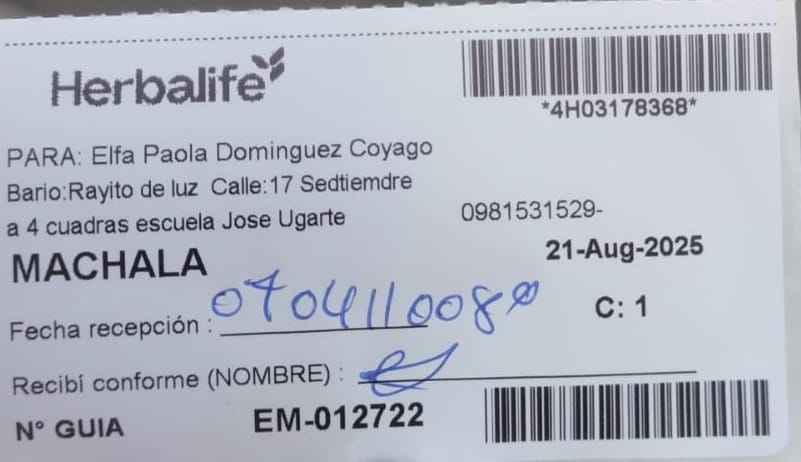 Herbalife
*4H03178368*
PARA: Elfa Paola Dominguez Coyago
Bario:Rayito de luz Calle:17 Sedtiemdre
a 4 cuadras escuela Jose Ugarte 0981531529-
MACHALA 21-Aug-2025
Fecha recepción : 0704110080 C: 1
Recibí conforme (NOMBRE) :
N° GUIA EM-012722